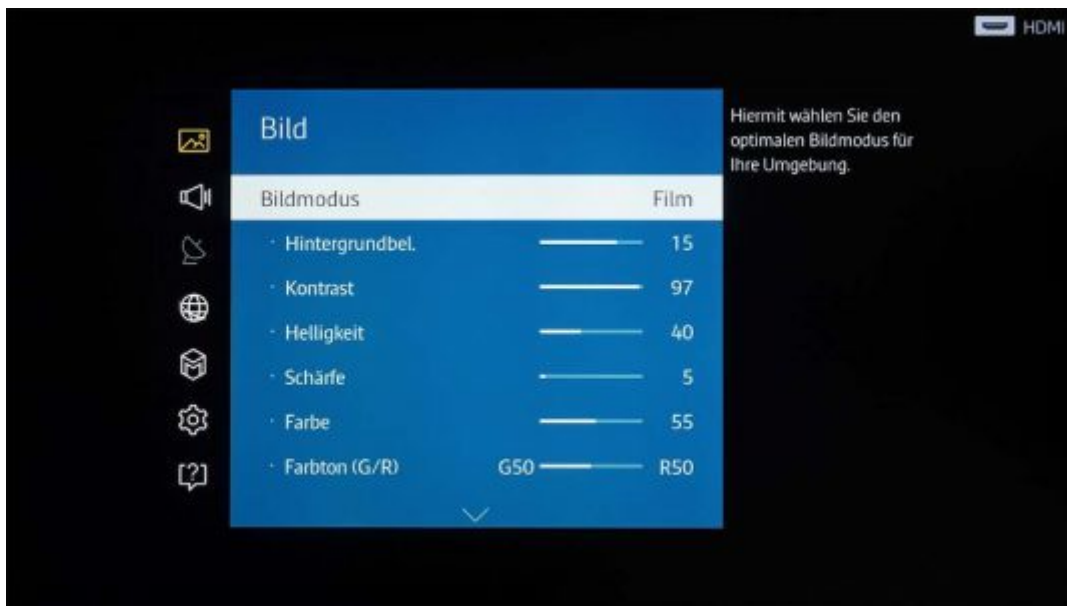 HDMI
Bild
Hiermit wählen Sie den
optimalen Bildmodus für
Ihre Umgebung.
Bildmodus Film
· Hintergrundbel. 15
· Kontrast 97
· Helligkeit 40
· Schärfe 5
· Farbe 55
· Farbton (G/R) G50 R50
[?]